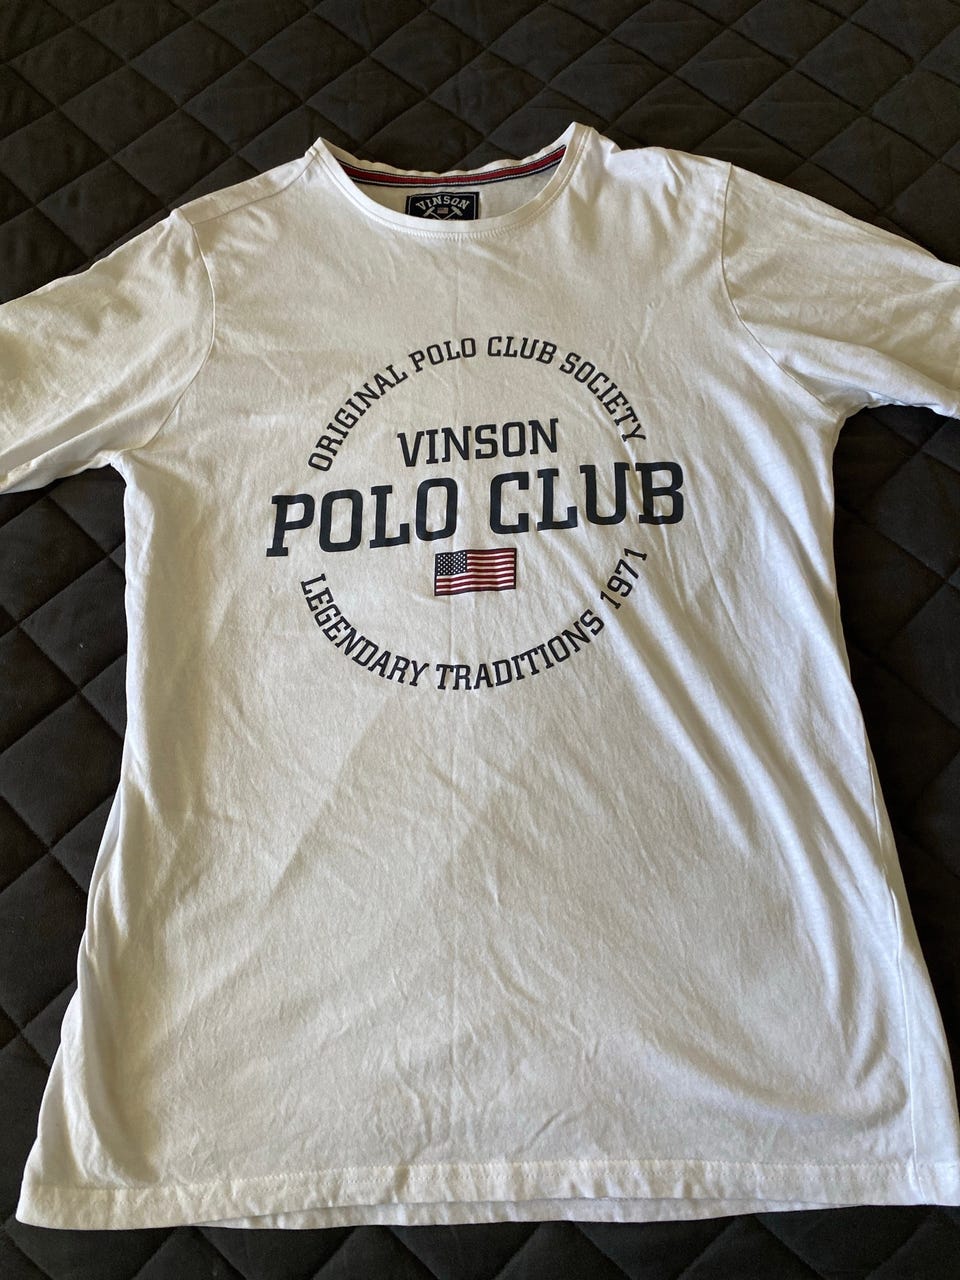 VINSON
ORIGINAL POLO CLUB SOCIETY
VINSON
POLO CLUB
LEGENDARY TRADITIONS 1971